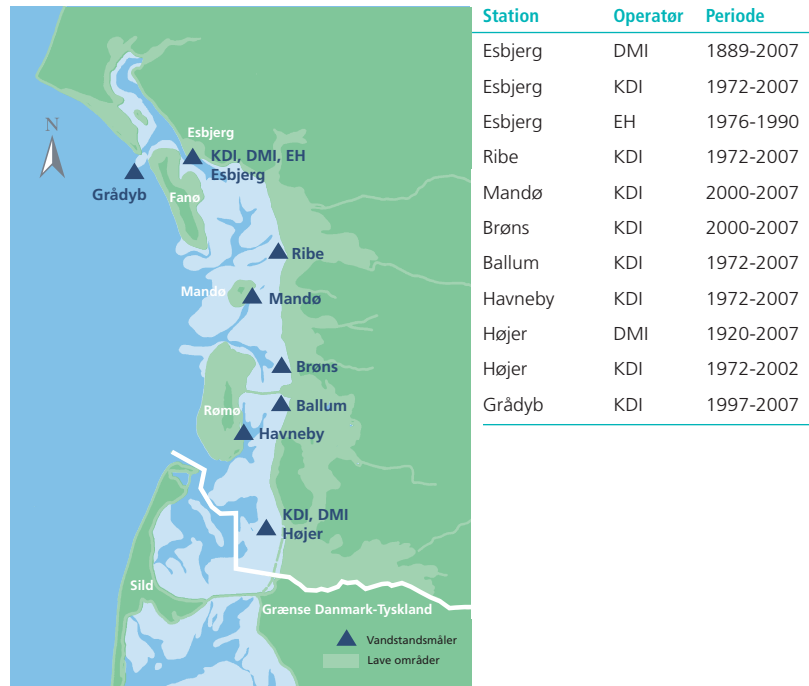 N
Esbjerg
KDI, DMI, EH
Esbjerg
Grådyb
Fanø
Ribe
Mandø
Mandø
Brøns
Rømø
Ballum
Havneby
KDI, DMI
Højer
Sild
Grænse Danmark-Tyskland
Vandstandsmåler
Lave områder
Station Operatør Periode
Esbjerg DMI 1889-2007
Esbjerg KDI 1972-2007
Esbjerg EH 1976-1990
Ribe KDI 1972-2007
Mandø KDI 2000-2007
Brøns KDI 2000-2007
Ballum KDI 1972-2007
Havneby KDI 1972-2007
Højer DMI 1920-2007
Højer KDI 1972-2002
Grådyb KDI 1997-2007